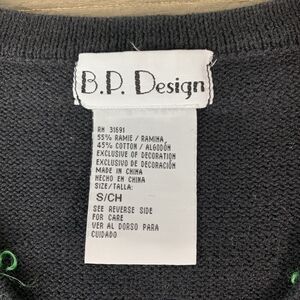 B.P. Design
RN 31691
55% RAMIE / RAMINA
45% COTTON / ALGODÓN
EXCLUSIVE OF DECORATION
EXCLUSIVO DE DECORACIÓN
MADE IN CHINA
HECHO EN CHINA
SIZE/TALLA:
S/CH
SEE REVERSE SIDE
FOR CARE
VER AL DORSO PARA
CUIDADO